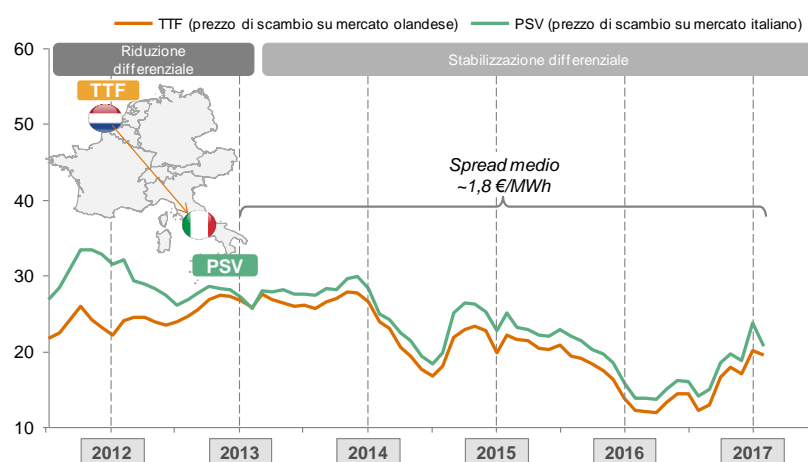 TTF (prezzo di scambio su mercato olandese)
PSV (prezzo di scambio su mercato italiano)
60
Riduzione
differenziale
Stabilizzazione differenziale
TTF
50
Spread medio
~1,8 €/MWh
40
PSV
30
20
10
2012
2013
2014
2015
2016
2017